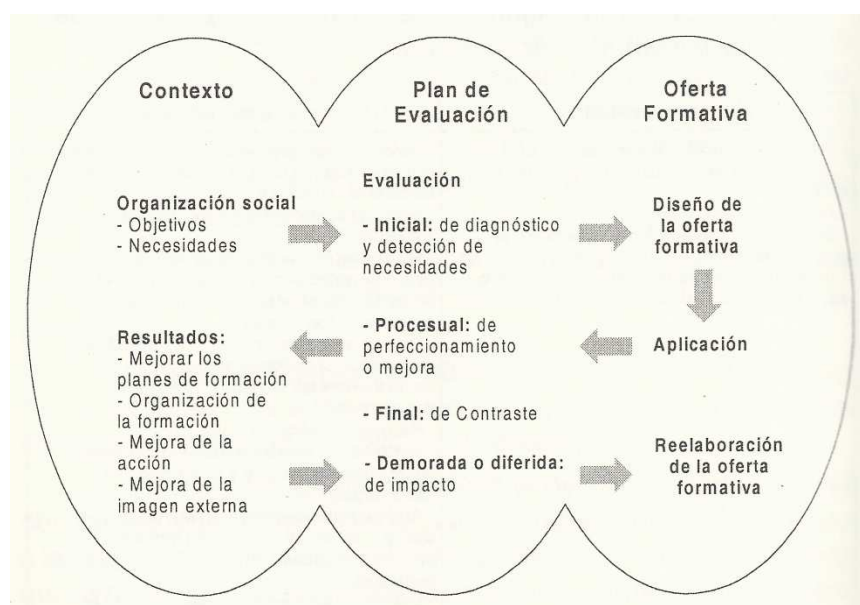 Contexto
Organización social
- Objetivos
- Necesidades
Resultados:
- Mejorar los
planes de formación
- Organización de
la formación
- Mejora de la
acción
- Mejora de la
imagen externa
Plan de
Evaluación
Evaluación
- Inicial: de diagnóstico
y detección de
necesidades
- Procesual: de
perfeccionamiento
o mejora
- Final: de Contraste
- Demorada o diferida:
de impacto
Oferta
Formativa
Diseño de
la oferta
formativa
Aplicación
Reelaboración
de la oferta
formativa